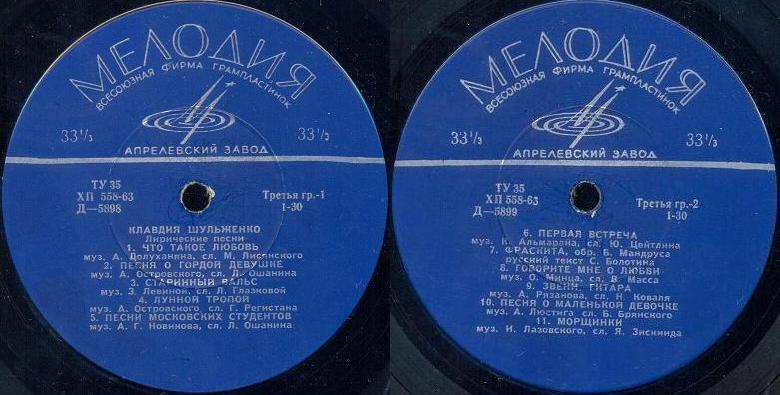 МЕЛОДИЯ
ВСЕСОЮЗНАЯ ФИРМА ГРАМПЛАСТИНОК
33⅓ 33⅓
АПРЕЛЕВСКИЙ ЗАВОД
ТУ 35
ХП 558-63 Третья гр.-1
Д—5898 1-30
КЛАВДИЯ ШУЛЬЖЕНКО
Лирические песни
1. ЧТО ТАКОЕ ЛЮБОВЬ
муз. А. Долуханяна, сл. М. Лисянского
2. ПЕСНЯ О ГОРДОЙ ДЕВУШКЕ
муз. А. Островского, сл. Л. Ошанина
3. СТАРИННЫЙ ВАЛЬС
муз. З. Левиной, сл. Л. Глазковой
4. ЛУННОЙ ТРОПОЙ
муз. А. Островского сл. Г. Регистана
5. ПЕСНИ МОСКОВСКИХ СТУДЕНТОВ
муз. А. Г. Новикова, сл. Л. Ошанина
МЕЛОДИЯ
ВСЕСОЮЗНАЯ ФИРМА ГРАМПЛАСТИНОК
33⅓ 33⅓
АПРЕЛЕВСКИЙ ЗАВОД
ТУ 35
ХП 558-63 Третья гр.-2
Д—5899 1-30
6. ПЕРВАЯ ВСТРЕЧА
муз. К. Альмарана, сл. Ю. Цейтлина
7. ФРАСКИТА, обр. Б. Мандруса
русский текст С. Болотина
8. ГОВОРИТЕ МНЕ О ЛЮБВИ
муз. О. Минца, сл. В. Масса
9. ЗВЕНИ, ГИТАРА
муз. А. Рязанова, сл. Н. Коваля
10. ПЕСНЯ О МАЛЕНЬКОЙ ДЕВОЧКЕ
муз. А. Люстига сл. Б. Брянского
11. МОРЩИНКИ
муз. И. Лазовского, сл. Я. Зискинда